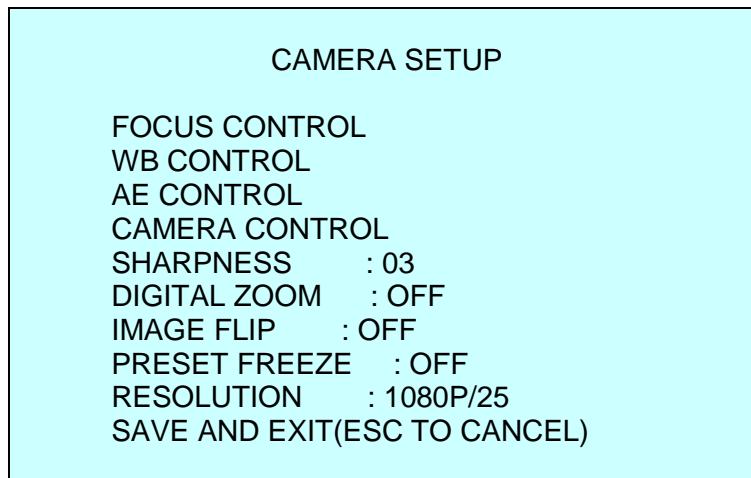 CAMERA SETUP
FOCUS CONTROL
WB CONTROL
AE CONTROL
CAMERA CONTROL
SHARPNESS : 03
DIGITAL ZOOM : OFF
IMAGE FLIP : OFF
PRESET FREEZE : OFF
RESOLUTION : 1080P/25
SAVE AND EXIT(ESC TO CANCEL)